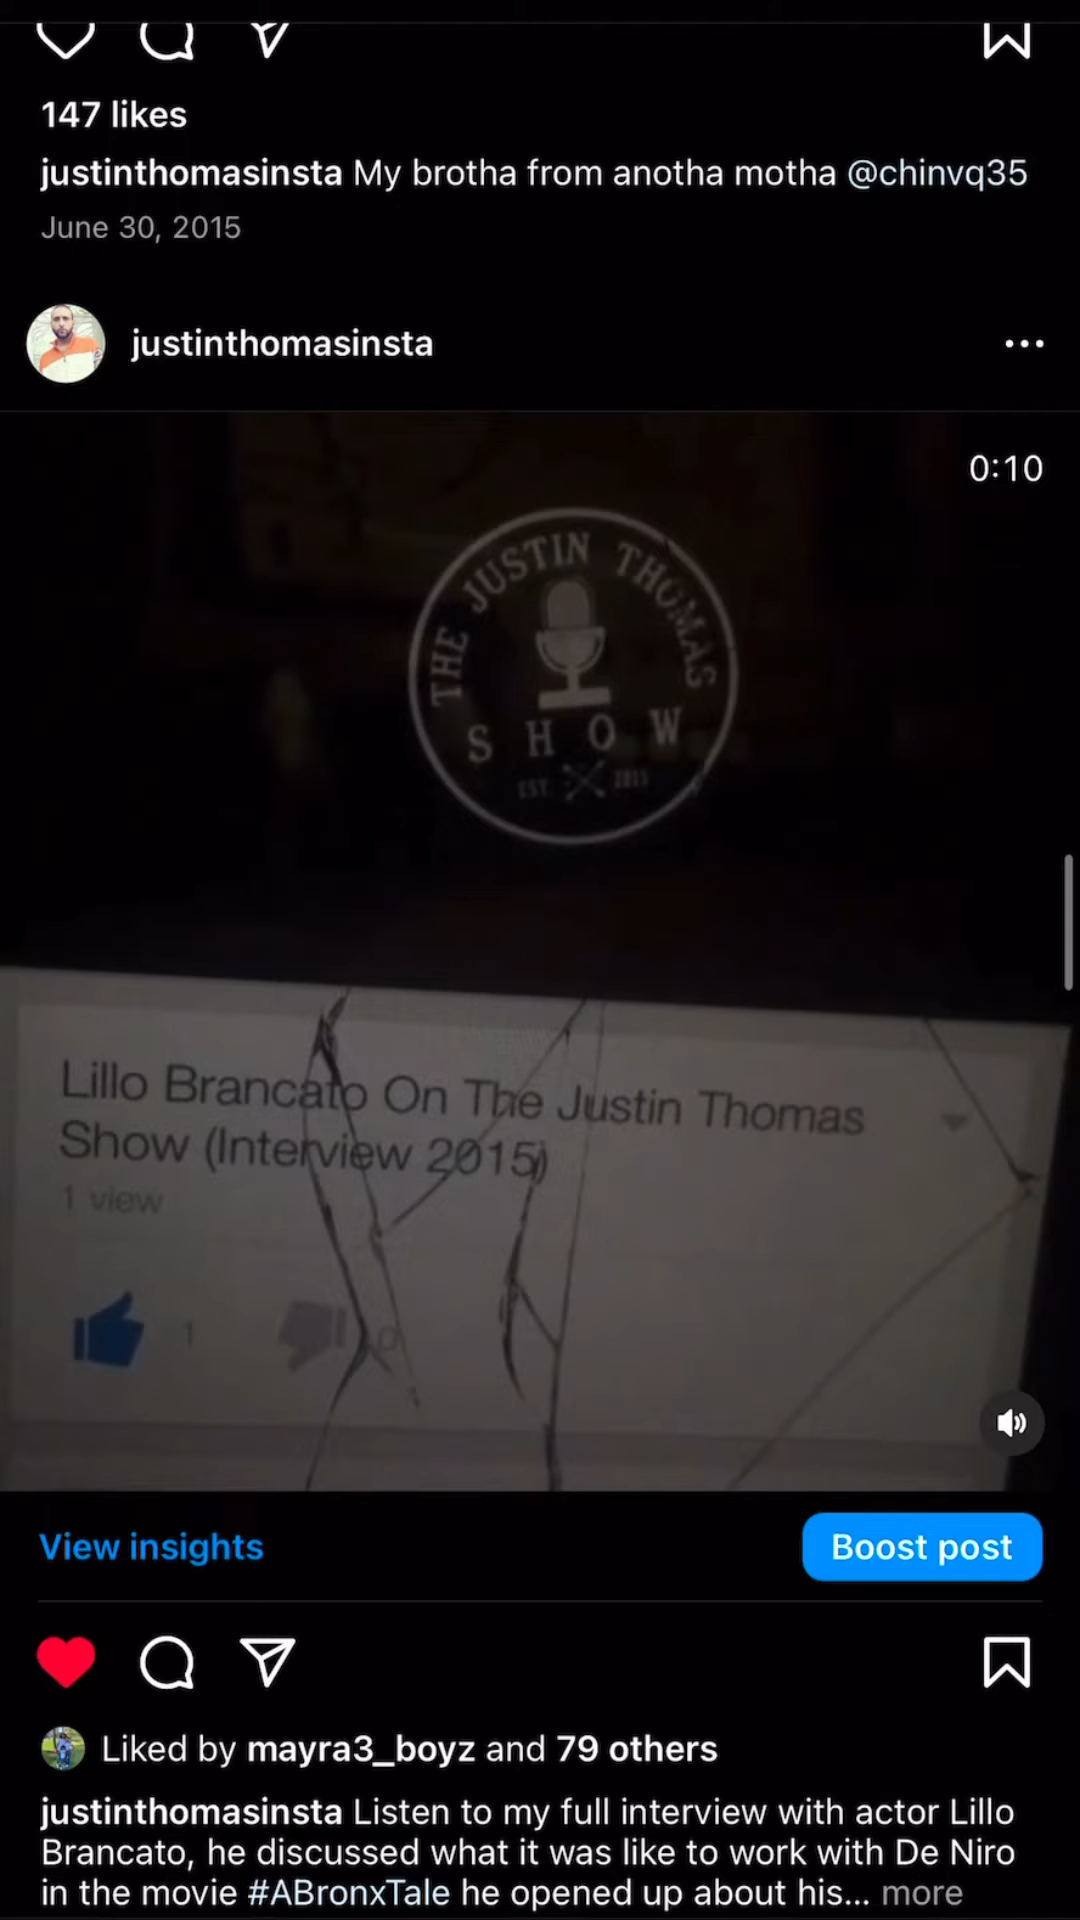 147 likes
justinthomasinsta My brotha from anotha motha @chinvq35
June 30, 2015
justinthomasinsta
0:10
THE JUSTIN THOMAS
SHOW
EST. 2015
Lillo Brancato On The Justin Thomas
Show (Interview 2015)
1 view
1
0
View insights
Boost post
Liked by mayra3_boyz and 79 others
justinthomasinsta Listen to my full interview with actor Lillo
Brancato, he discussed what it was like to work with De Niro
in the movie #ABronxTale he opened up about his... more